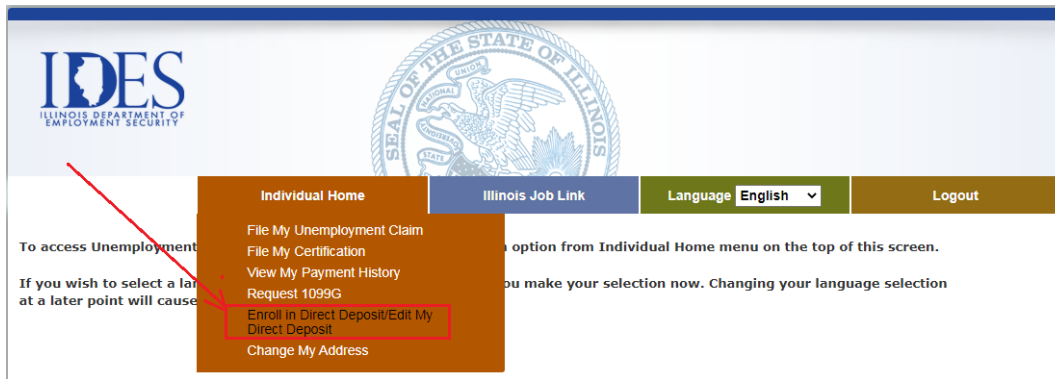 IDES
ILLINOIS DEPARTMENT OF
EMPLOYMENT SECURITY
SEAL OF THE STATE OF ILLINOIS
STATE
NATIONAL
UNION
Individual Home
Illinois Job Link
Language English
Logout
File My Unemployment Claim
To access Unemployment
option from Individual Home menu on the top of this screen.
File My Certification
View My Payment History
If you wish to select a
you make your selection now. Changing your language selection
Request 1099G
at a later point will cause
Enroll in Direct Deposit/Edit My
Direct Deposit
Change My Address